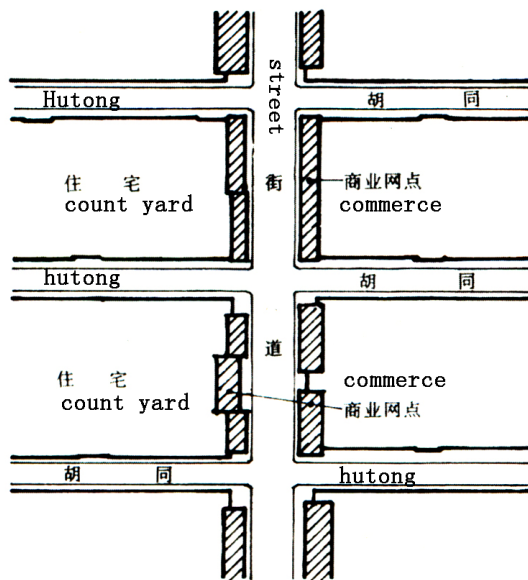 street
Hutong
胡 同
街
住 宅
商业网点
count yard
commerce
hutong
胡 同
道
住 宅
commerce
count yard
商业网点
胡 同
hutong